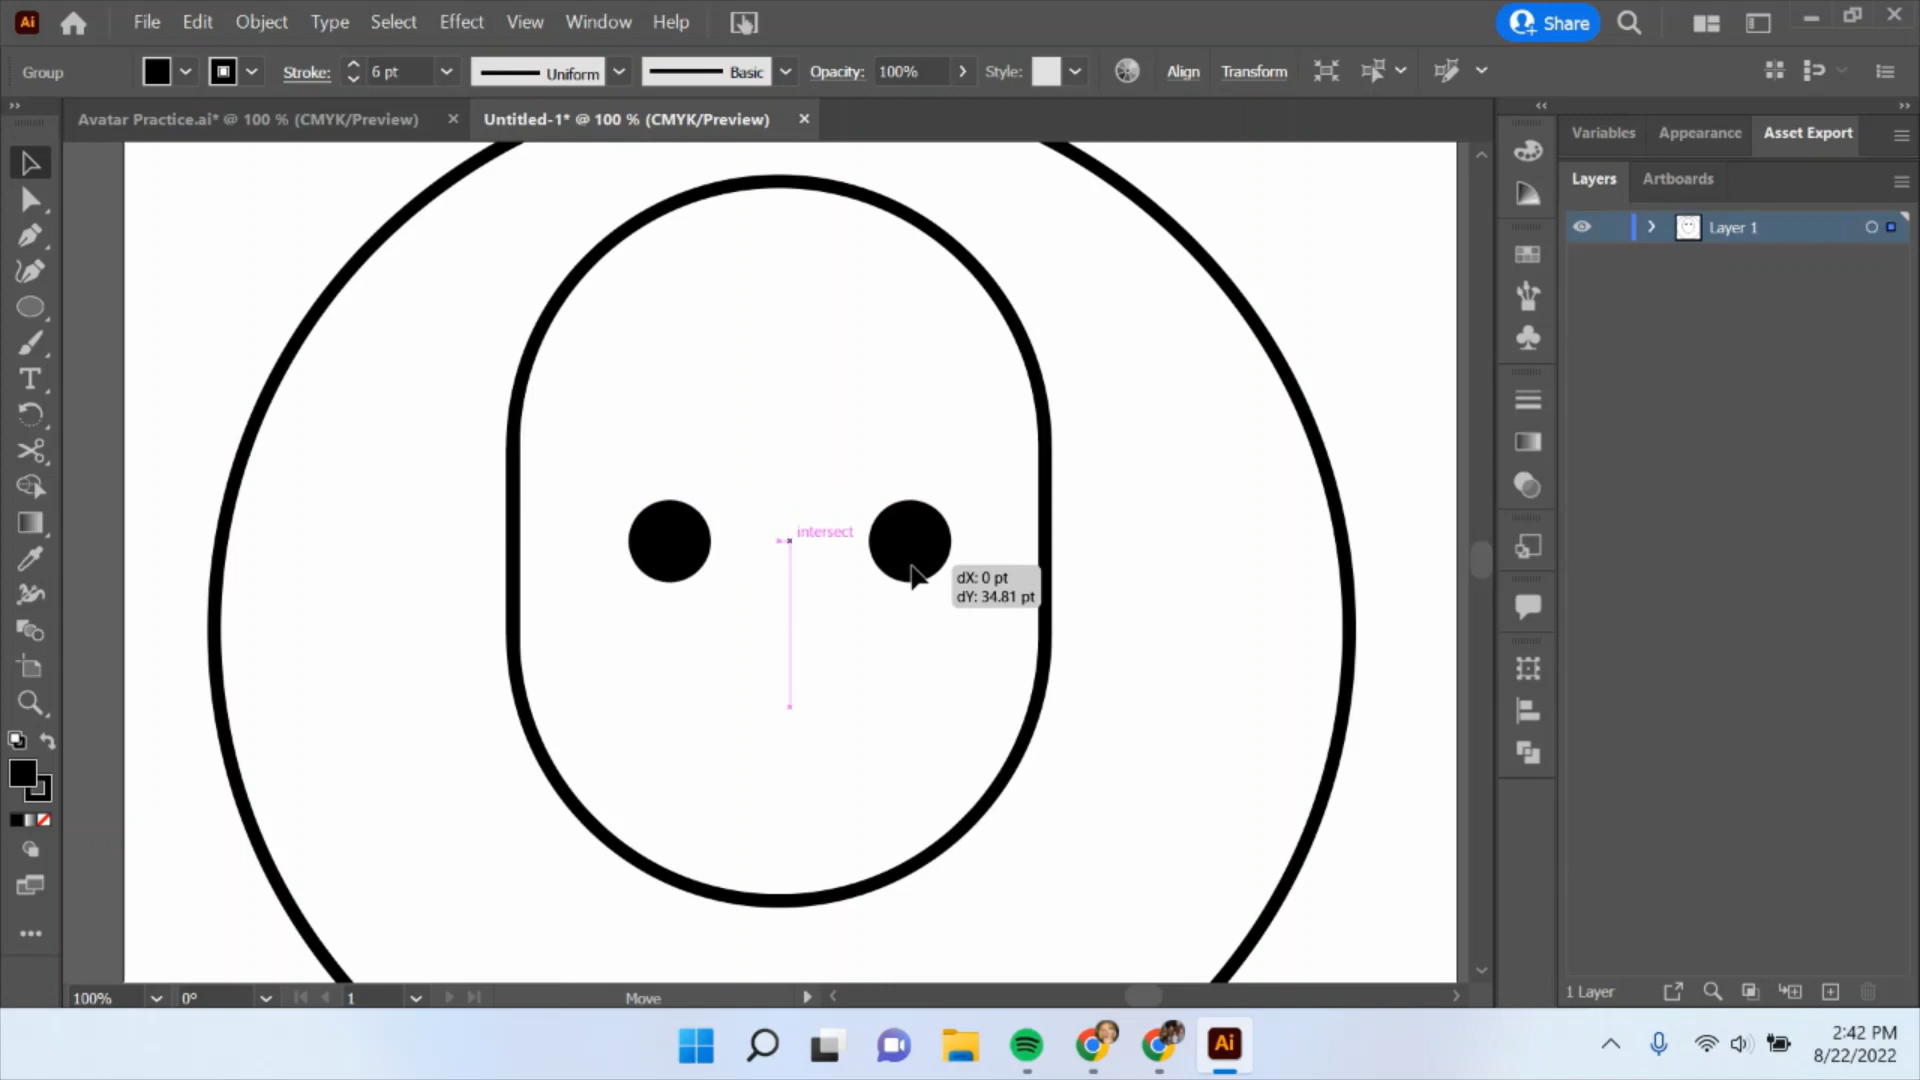 Ai File Edit Object Type Select Effect View Window Help Share
Group Stroke: 6 pt Uniform Basic Opacity: 100% Style: Align Transform
Avatar Practice.ai* @ 100 % (CMYK/Preview) Untitled-1* @ 100 % (CMYK/Preview)
Variables Appearance Asset Export
Layers Artboards
Layer 1
T
intersect
dX: 0 pt
dY: 34.81 pt
100% 0° 1 Move
1 Layer
Ai
2:42 PM
8/22/2022